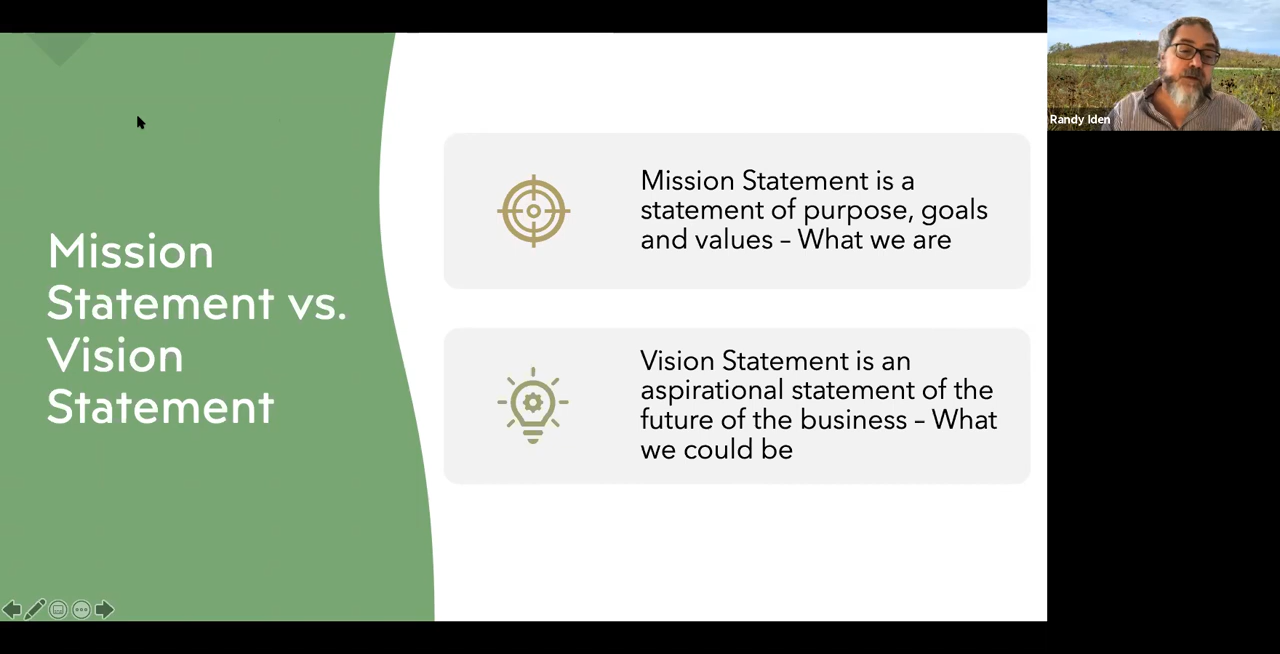 Mission
Statement vs.
Vision
Statement
Mission Statement is a
statement of purpose, goals
and values – What we are
Vision Statement is an
aspirational statement of the
future of the business – What
we could be
Randy Iden